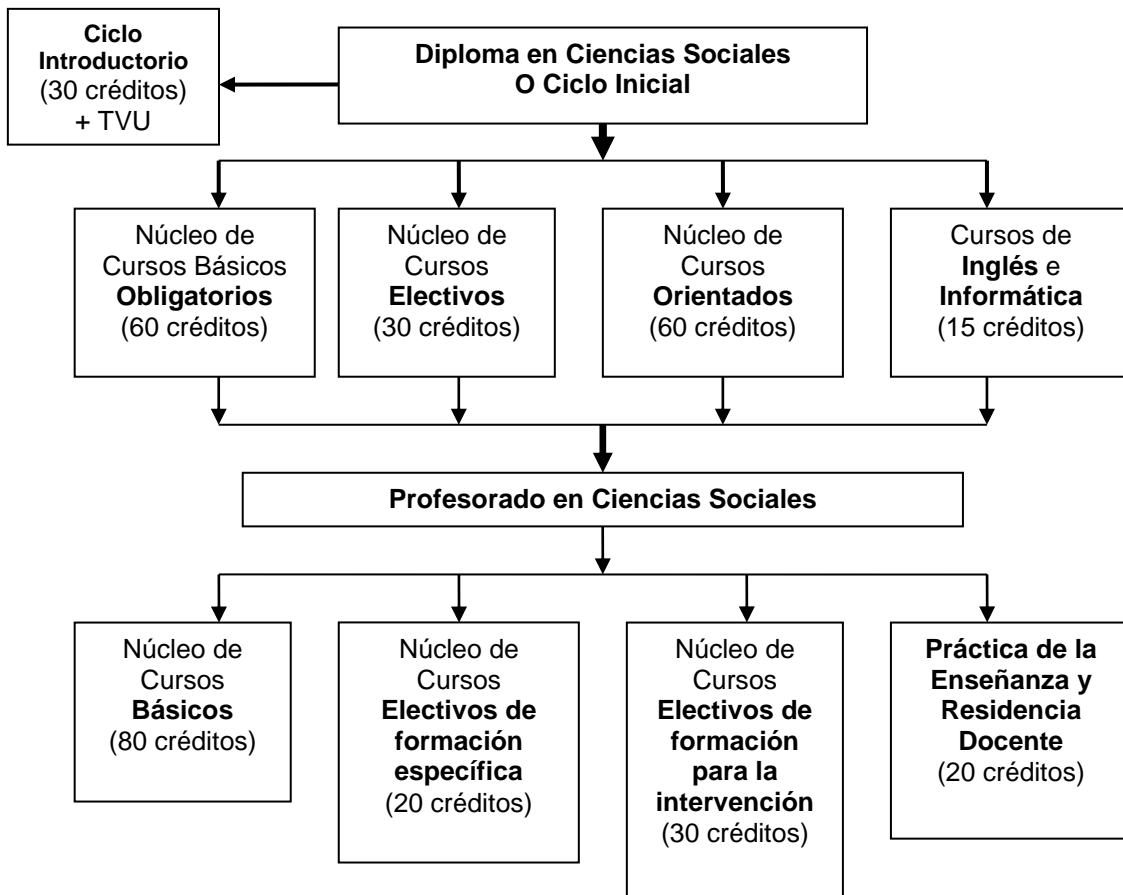 Ciclo
Introductorio
(30 créditos)
+ TVU
Diploma en Ciencias Sociales
O Ciclo Inicial
Núcleo de
Cursos Básicos
Obligatorios
(60 créditos)
Núcleo de
Cursos
Electivos
(30 créditos)
Núcleo de
Cursos
Orientados
(60 créditos)
Cursos de
Inglés e
Informática
(15 créditos)
Profesorado en Ciencias Sociales
Núcleo de
Cursos
Básicos
(80 créditos)
Núcleo de
Cursos
Electivos de
formación
específica
(20 créditos)
Núcleo de
Cursos
Electivos de
formación
para la
intervención
(30 créditos)
Práctica de la
Enseñanza y
Residencia
Docente
(20 créditos)